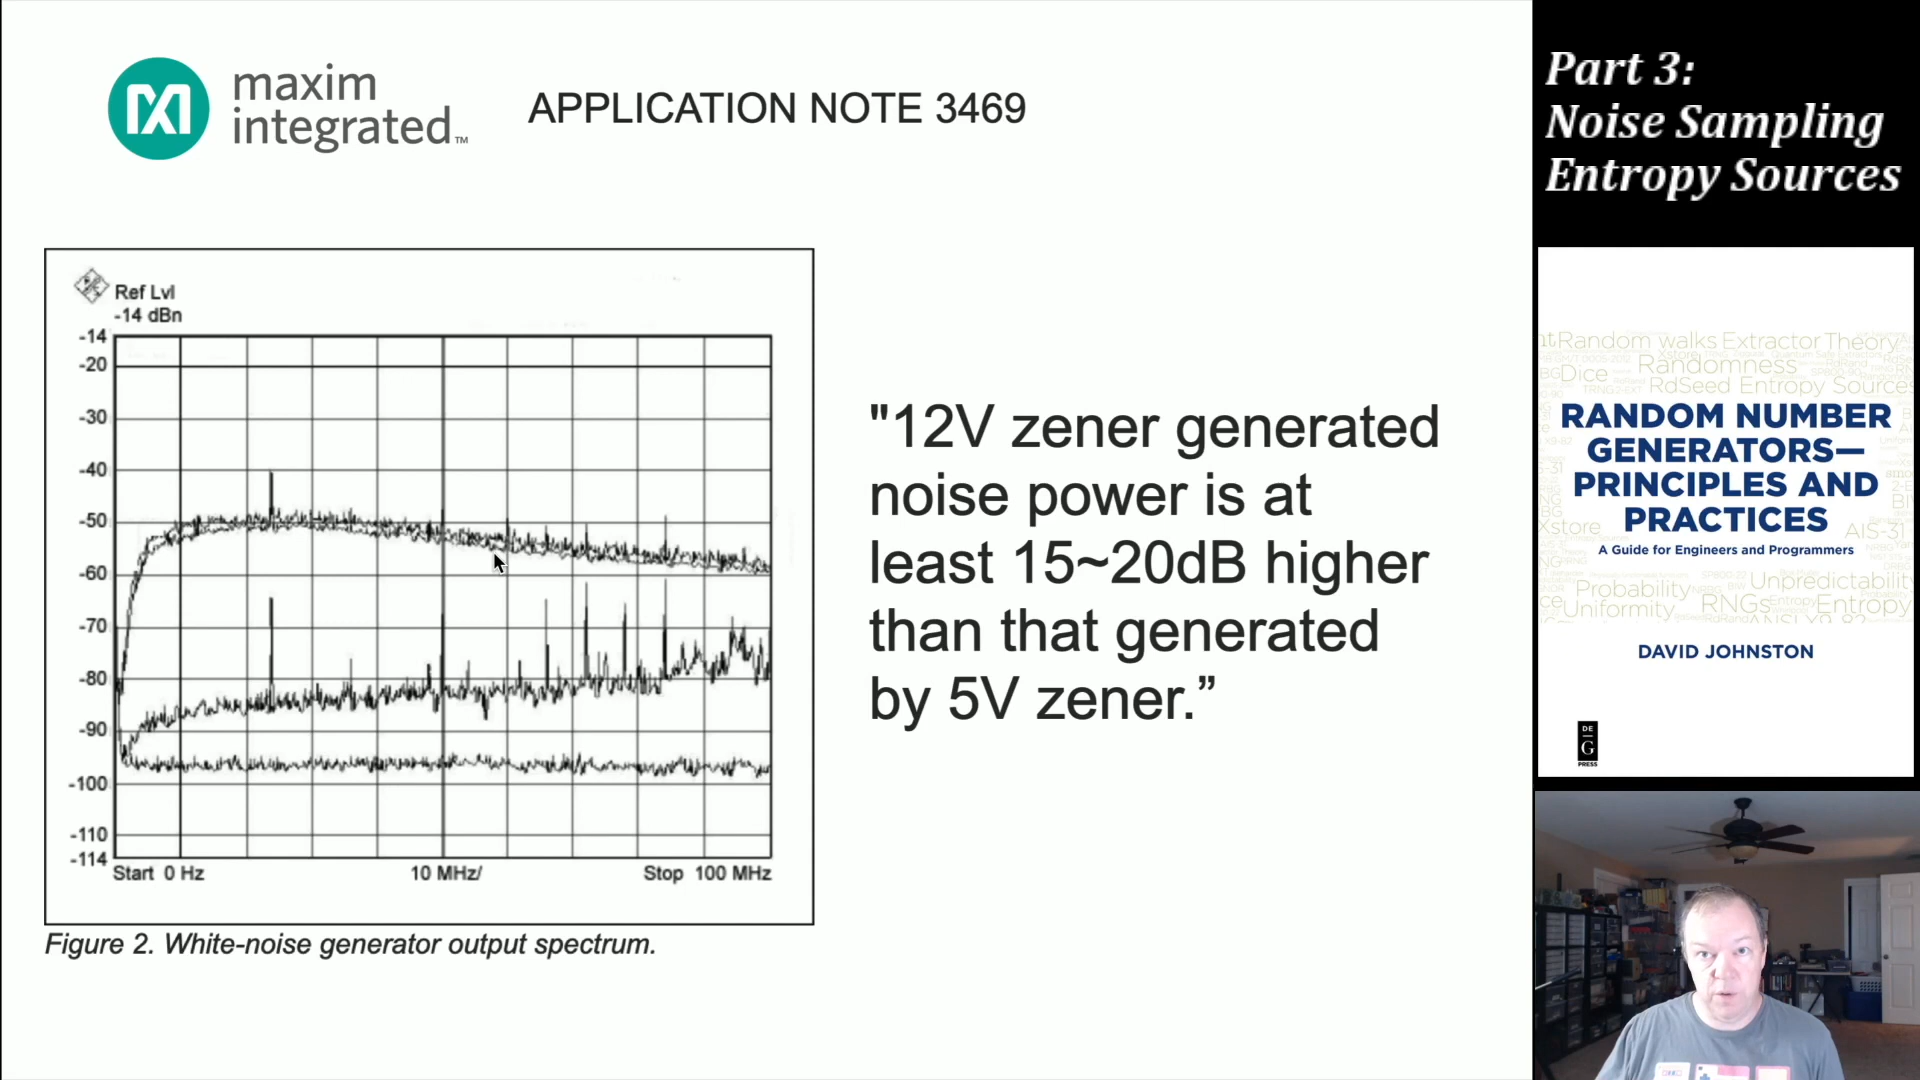 maxim
integrated™
APPLICATION NOTE 3469
Ref Lvl
-14 dBn
-14
-20
-30
-40
-50
-60
-70
-80
-90
-100
-110
-114
Start 0 Hz
10 MHz/
Stop 100 MHz
Figure 2. White-noise generator output spectrum.
"12V zener generated
noise power is at
least 15~20dB higher
than that generated
by 5V zener.”
Part 3:
Noise Sampling
Entropy Sources
Random walks Extractor Theory
Randomness
Dice
RdSeed Entropy Sources
RANDOM NUMBER
GENERATORS—
PRINCIPLES AND
PRACTICES
Xstore
AIS-31
A Guide for Engineers and Programmers
Unpredictability
Probability
RNGs
Entropy
Uniformity
DAVID JOHNSTON
DE
G
PRESS